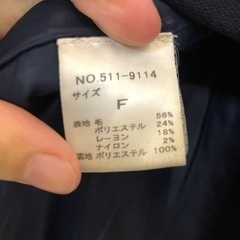 NO.511-9114
サイズ
F
表地 毛 56%
ポリエステル 24%
レーヨン 18%
ナイロン 2%
裏地 ポリエステル 100%